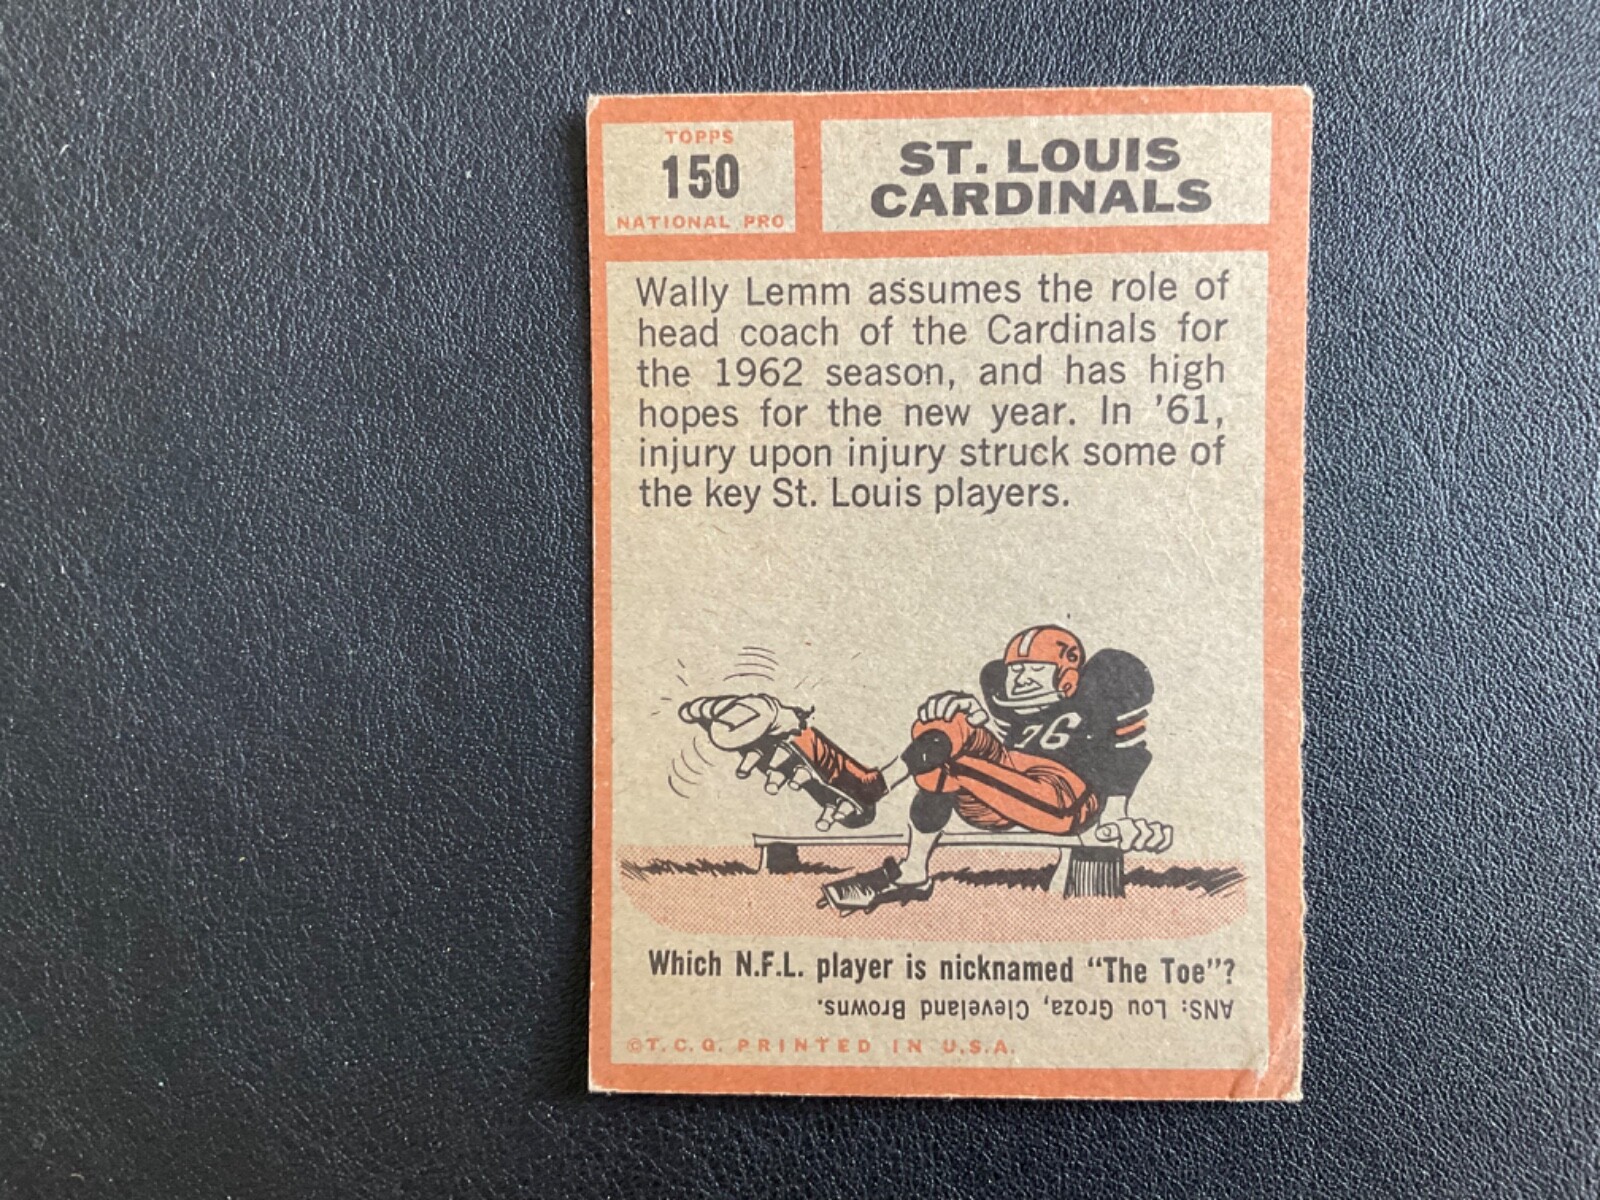 TOPPS
150
NATIONAL PRO
ST. LOUIS
CARDINALS
Wally Lemm assumes the role of
head coach of the Cardinals for
the 1962 season, and has high
hopes for the new year. In '61,
injury upon injury struck some of
the key St. Louis players.
76
76
Which N.F.L. player is nicknamed "The Toe"?
ANS: Lou Groza, Cleveland Browns.
©T.C.G. PRINTED IN U.S.A.